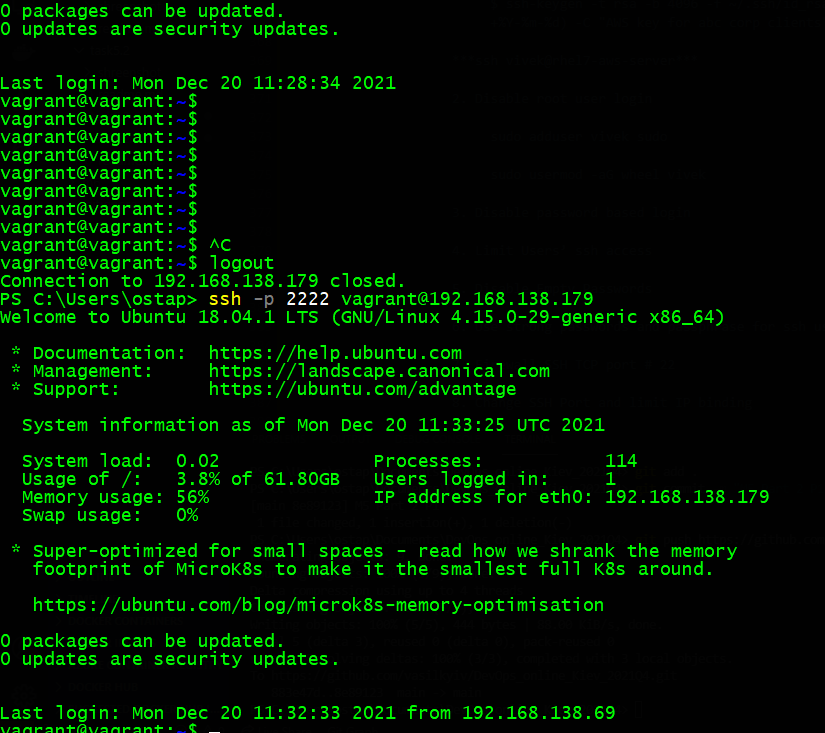 0 packages can be updated.
0 updates are security updates.
Last login: Mon Dec 20 11:28:34 2021
vagrant@vagrant:~$
vagrant@vagrant:~$
vagrant@vagrant:~$
vagrant@vagrant:~$
vagrant@vagrant:~$
vagrant@vagrant:~$
vagrant@vagrant:~$
vagrant@vagrant:~$
vagrant@vagrant:~$ ^C
vagrant@vagrant:~$ logout
Connection to 192.168.138.179 closed.
PS C:\Users\ostap> ssh -p 2222 vagrant@192.168.138.179
Welcome to Ubuntu 18.04.1 LTS (GNU/Linux 4.15.0-29-generic x86_64)
* Documentation:  https://help.ubuntu.com
* Management:     https://landscape.canonical.com
* Support:        https://ubuntu.com/advantage
System information as of Mon Dec 20 11:33:25 UTC 2021
System load:  0.02              Processes:           114
Usage of /:   3.8% of 61.80GB   Users logged in:     1
Memory usage: 56%               IP address for eth0: 192.168.138.179
Swap usage:   0%
* Super-optimized for small spaces - read how we shrank the memory
footprint of MicroK8s to make it the smallest full K8s around.
https://ubuntu.com/blog/microk8s-memory-optimisation
0 packages can be updated.
0 updates are security updates.
Last login: Mon Dec 20 11:32:33 2021 from 192.168.138.69
vagrant@vagrant:~$